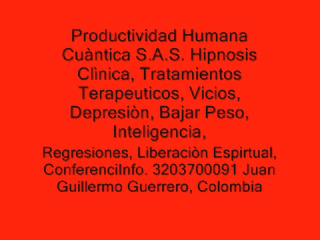 Productividad Humana
Cuàntica S.A.S. Hipnosis
Clìnica, Tratamientos
Terapeuticos, Vicios,
Depresiòn, Bajar Peso,
Inteligencia,
Regresiones, Liberaciòn Espirtual,
ConferenciInfo. 3203700091 Juan
Guillermo Guerrero, Colombia